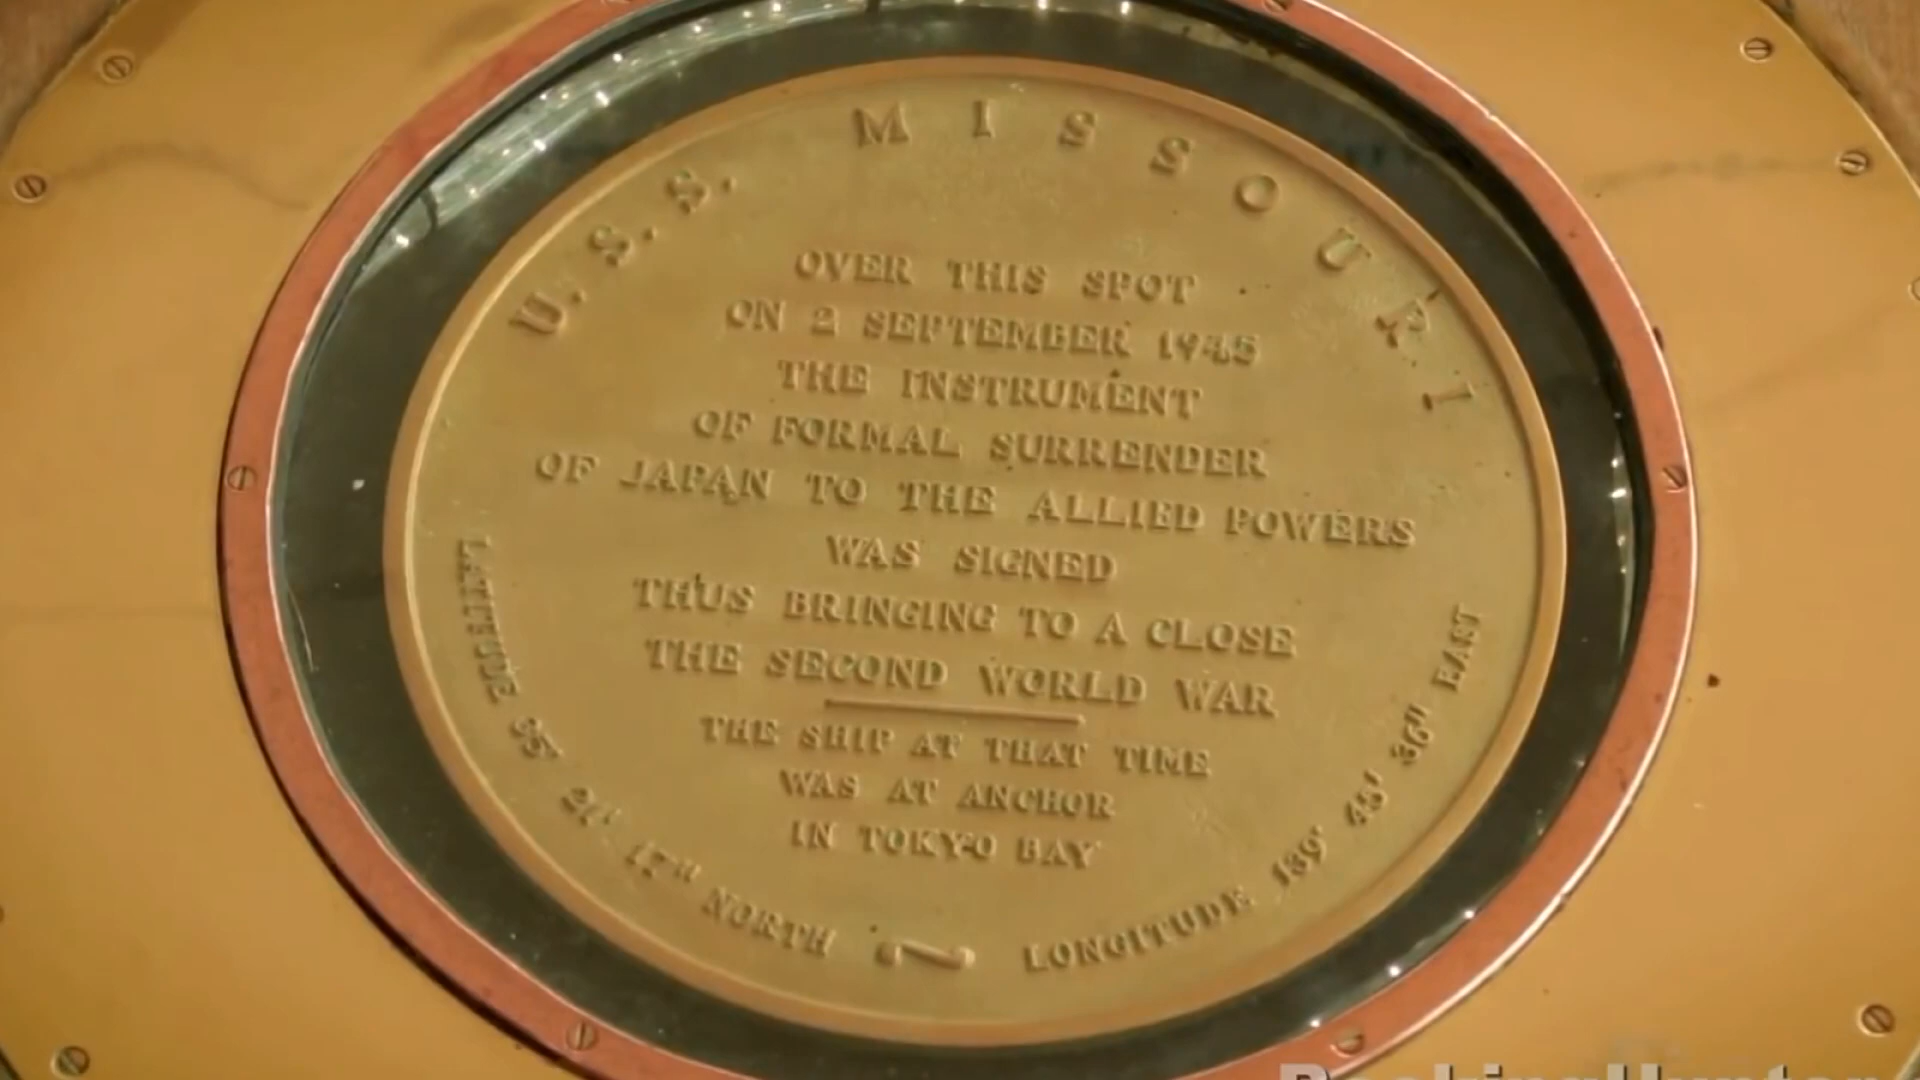 U.S.S. MISSOURI
OVER THIS SPOT
ON 2 SEPTEMBER 1945
THE INSTRUMENT
OF FORMAL SURRENDER
OF JAPAN TO THE ALLIED POWERS
WAS SIGNED
THUS BRINGING TO A CLOSE
THE SECOND WORLD WAR
THE SHIP AT THAT TIME
WAS AT ANCHOR
IN TOKYO BAY
LATITUDE 35° 21' 17" NORTH
LONGITUDE 139° 45' 36" EAST
BookingHunter